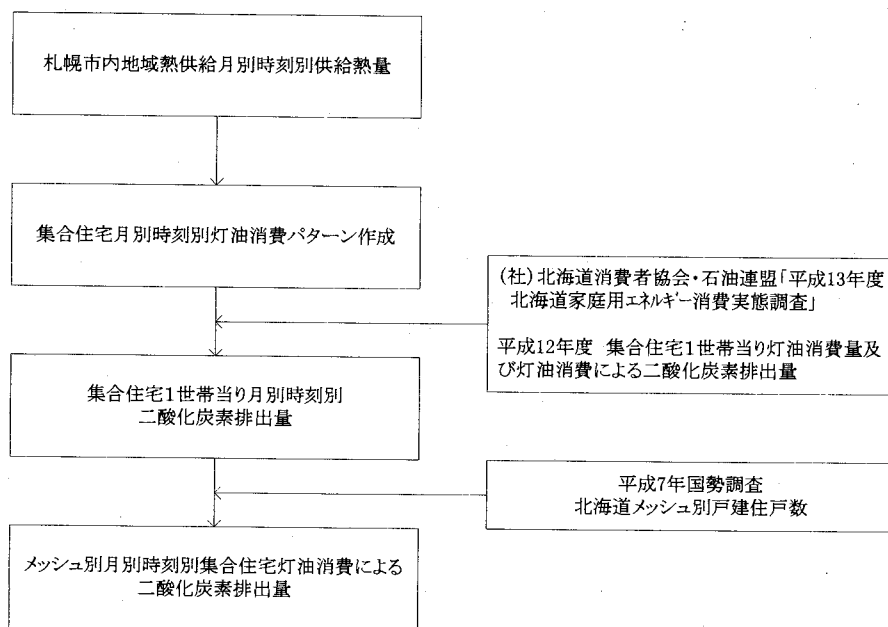 札幌市内地域熱供給月別時刻別供給熱量
集合住宅月別時刻別灯油消費パターン作成
(社)北海道消費者協会・石油連盟「平成13年度
北海道家庭用エネルギー消費実態調査」
平成12年度 集合住宅1世帯当り灯油消費量及
び灯油消費による二酸化炭素排出量
集合住宅1世帯当り月別時刻別
二酸化炭素排出量
平成7年国勢調査
北海道メッシュ別戸建住戸数
メッシュ別月別時刻別集合住宅灯油消費による
二酸化炭素排出量